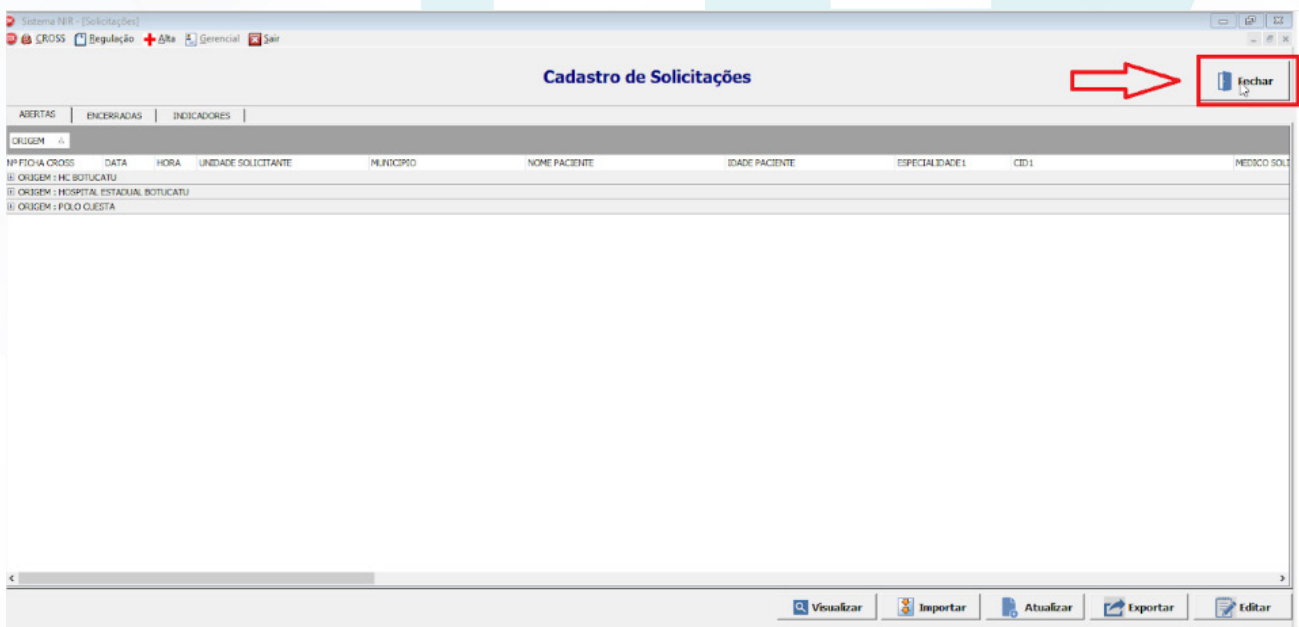 Sistema NIR - [Solicitações]
CROSS Regulação Alta Gerencial Sair
Cadastro de Solicitações
Fechar
ABERTAS ENCERRADAS INDICADORES
ORIGEM
Nº FICHA CROSS DATA HORA UNIDADE SOLICITANTE MUNICIPIO NOME PACIENTE IDADE PACIENTE ESPECIALIDADE1 CID1 MEDICO SOLI
ORIGEM : HC BOTUCATU
ORIGEM : HOSPITAL ESTADUAL BOTUCATU
ORIGEM : POLO CUESTA
Visualizar Importar Atualizar Exportar Editar